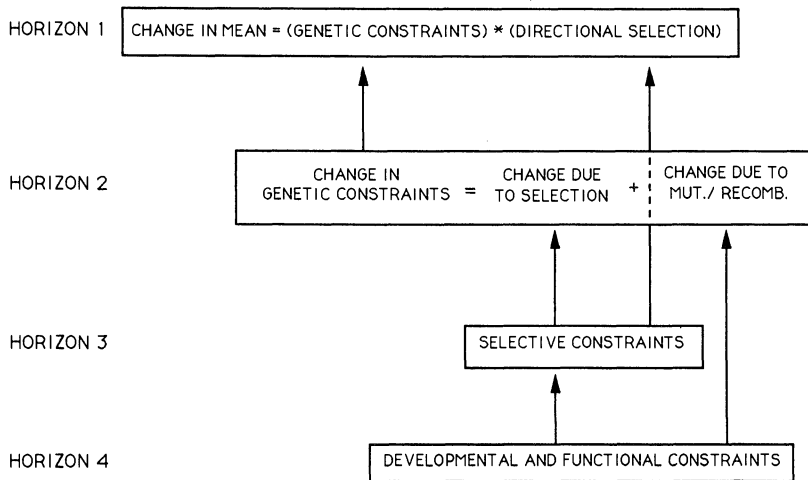 HORIZON 1
CHANGE IN MEAN = (GENETIC CONSTRAINTS) * (DIRECTIONAL SELECTION)
HORIZON 2
CHANGE IN
GENETIC CONSTRAINTS
=
CHANGE DUE
TO SELECTION
+
CHANGE DUE TO
MUT./ RECOMB.
HORIZON 3
SELECTIVE CONSTRAINTS
HORIZON 4
DEVELOPMENTAL AND FUNCTIONAL CONSTRAINTS